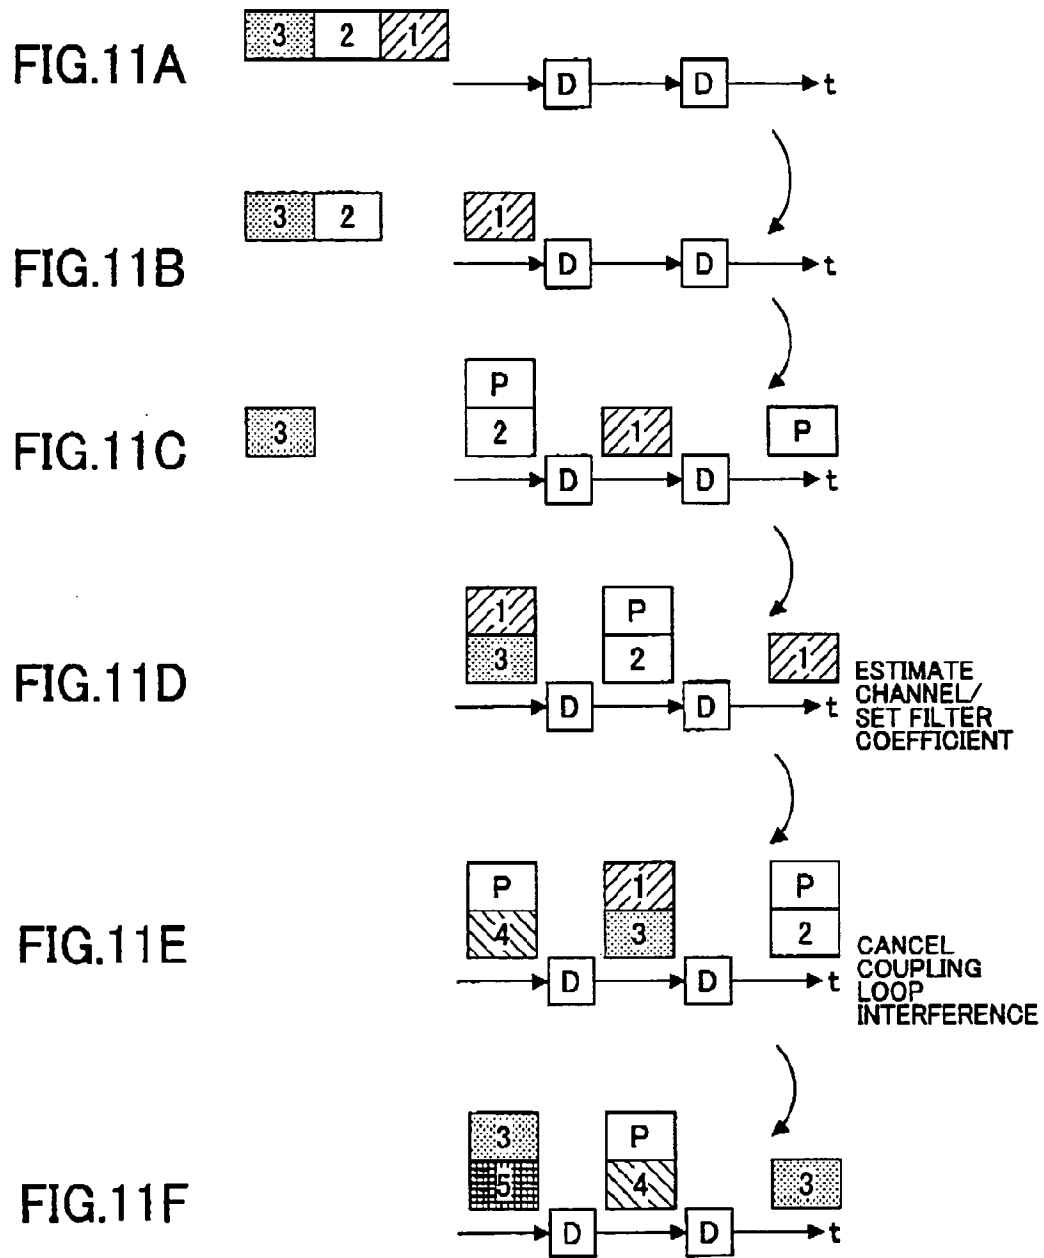 FIG.11A
3 2 1
D D t
FIG.11B
3 2 1
D D t
FIG.11C
P
3 2 1 P
D D t
FIG.11D
1 P
3 2 1
D D t
ESTIMATE
CHANNEL/
SET FILTER
COEFFICIENT
FIG.11E
P 1 P
4 3 2
D D t
CANCEL
COUPLING
LOOP
INTERFERENCE
FIG.11F
3 P
5 4 3
D D t